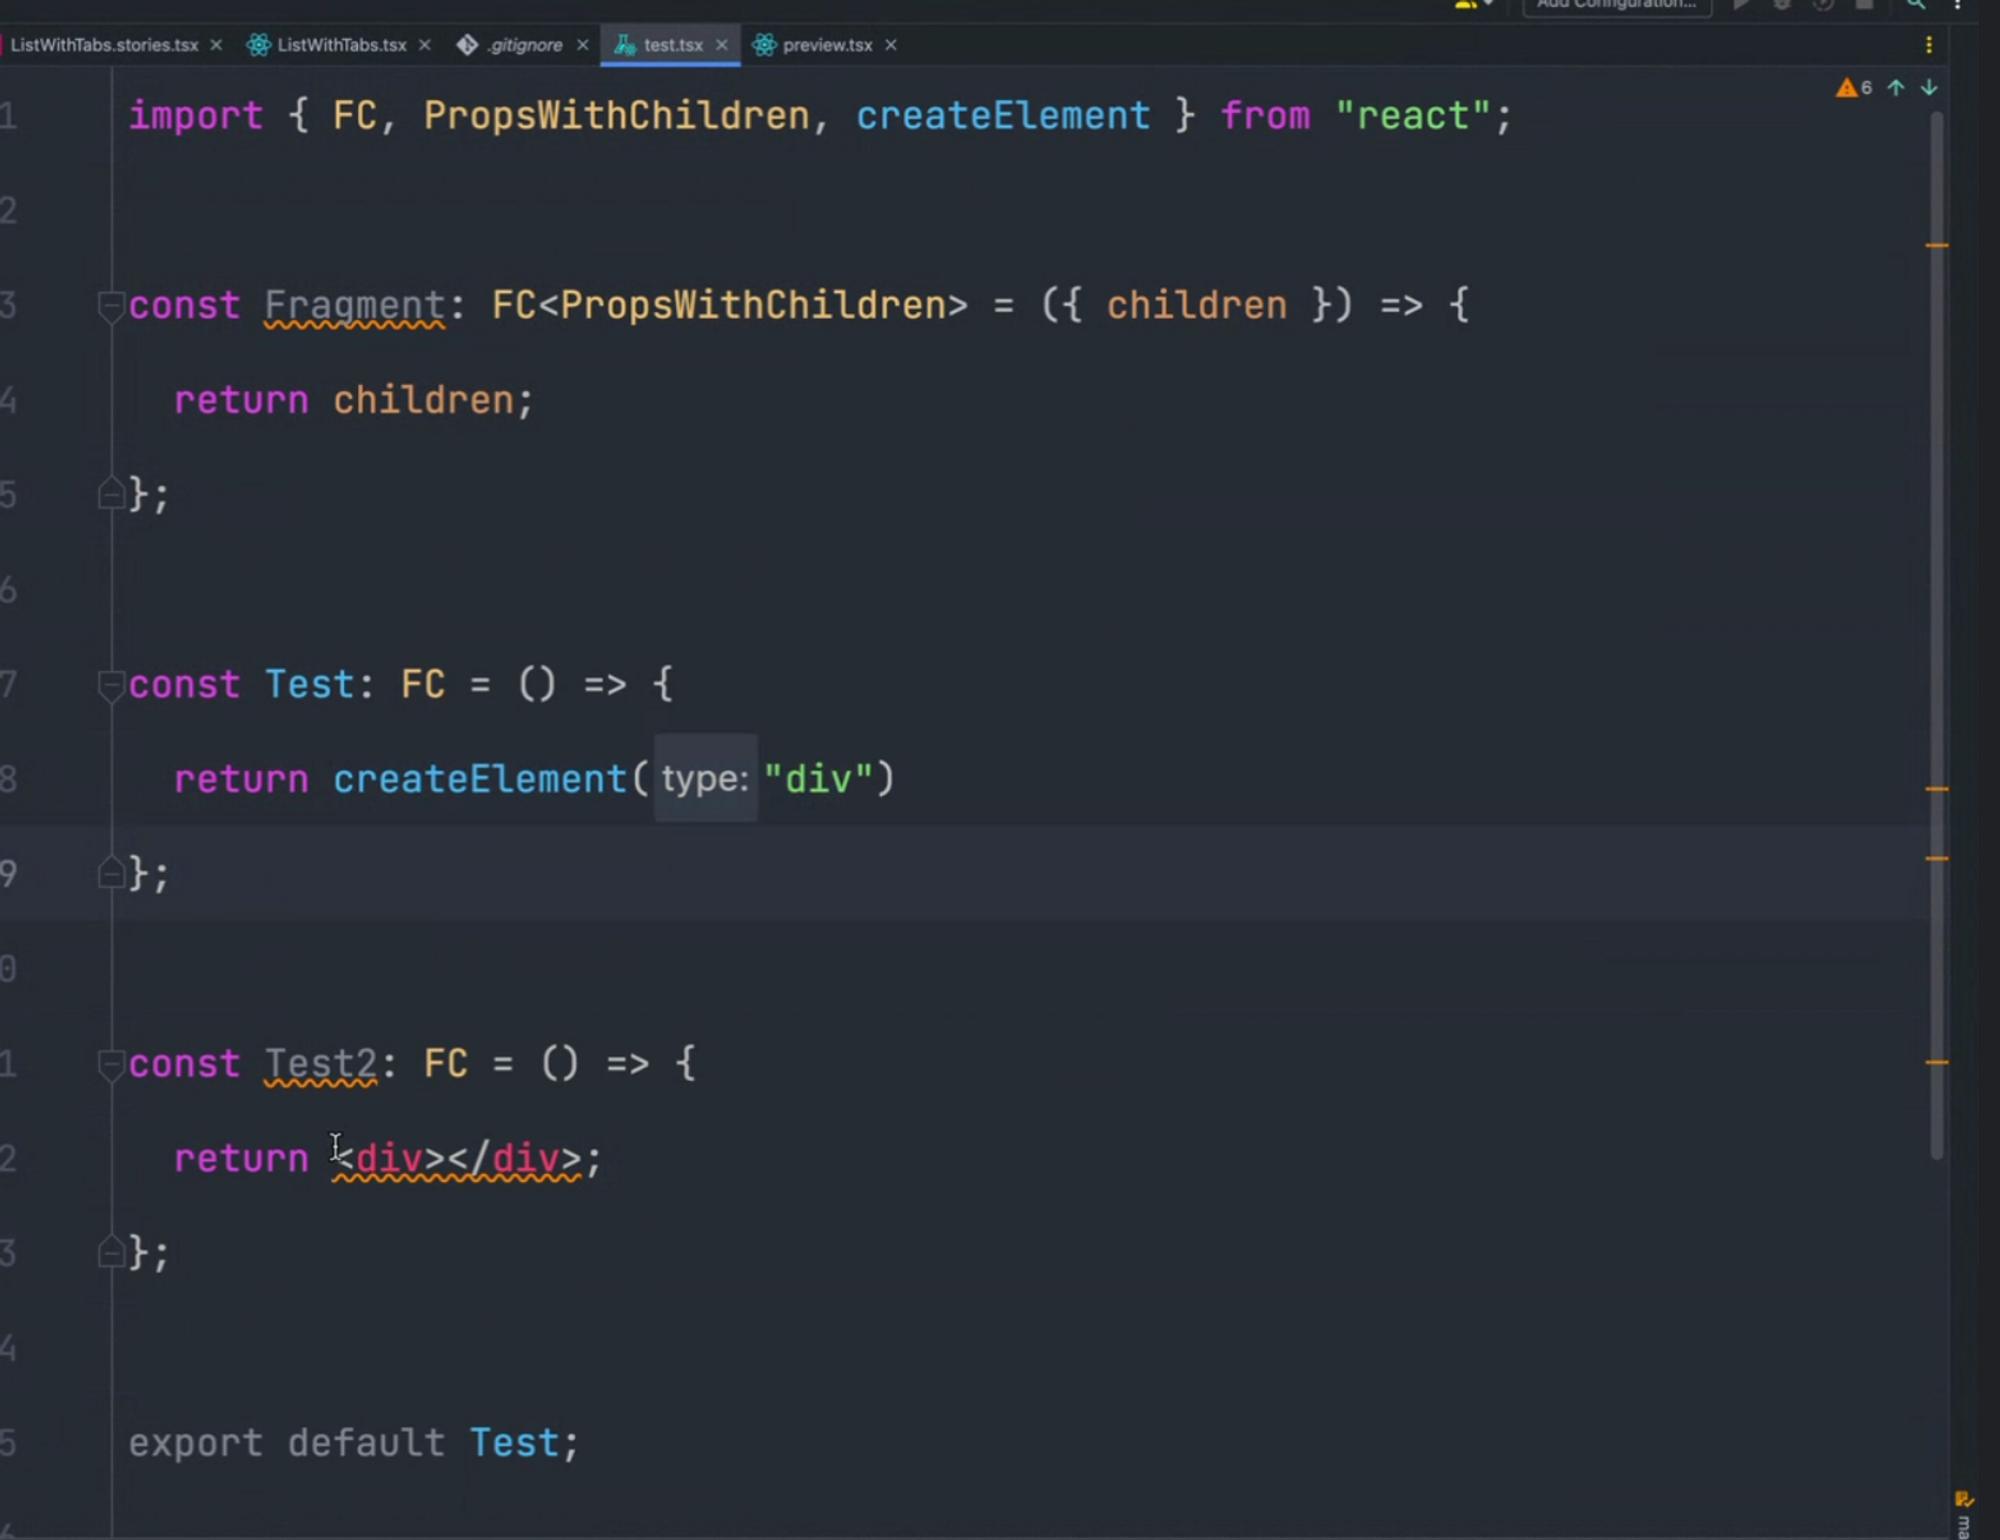 Add Configuration...
ListWithTabs.stories.tsx ListWithTabs.tsx .gitignore test.tsx preview.tsx
6
1 import { FC, PropsWithChildren, createElement } from "react";
2
3 const Fragment: FC<PropsWithChildren> = ({ children }) => {
4 return children;
5 };
6
7 const Test: FC = () => {
8 return createElement( type: "div")
9 };
0
1 const Test2: FC = () => {
2 return <div></div>;
3 };
4
5 export default Test;
6
ma